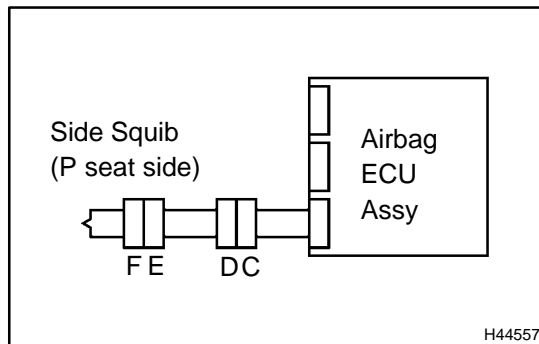 Side Squib
(P seat side)
Airbag
ECU
Assy
F E
D C
H44557